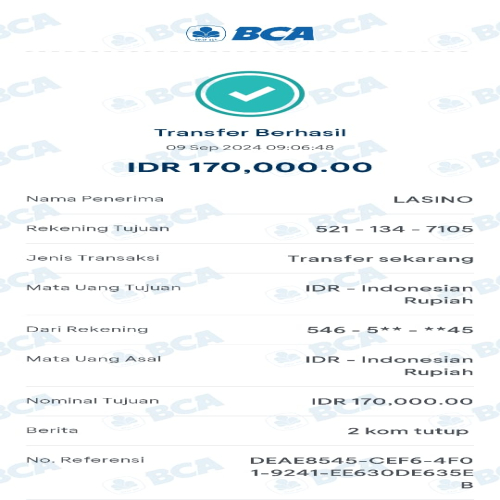 BCA
Transfer Berhasil
09 Sep 2024 09:06:48
IDR 170,000.00
Nama Penerima LASINO
Rekening Tujuan 521 - 134 - 7105
Jenis Transaksi Transfer sekarang
Mata Uang Tujuan IDR - Indonesian
Rupiah
Dari Rekening 546 - 5** - **45
Mata Uang Asal IDR - Indonesian
Rupiah
Nominal Tujuan IDR 170,000.00
Berita 2 kom tutup
No. Referensi DEAE8545-CEF6-4F0
1-9241-EE630DE635E
B